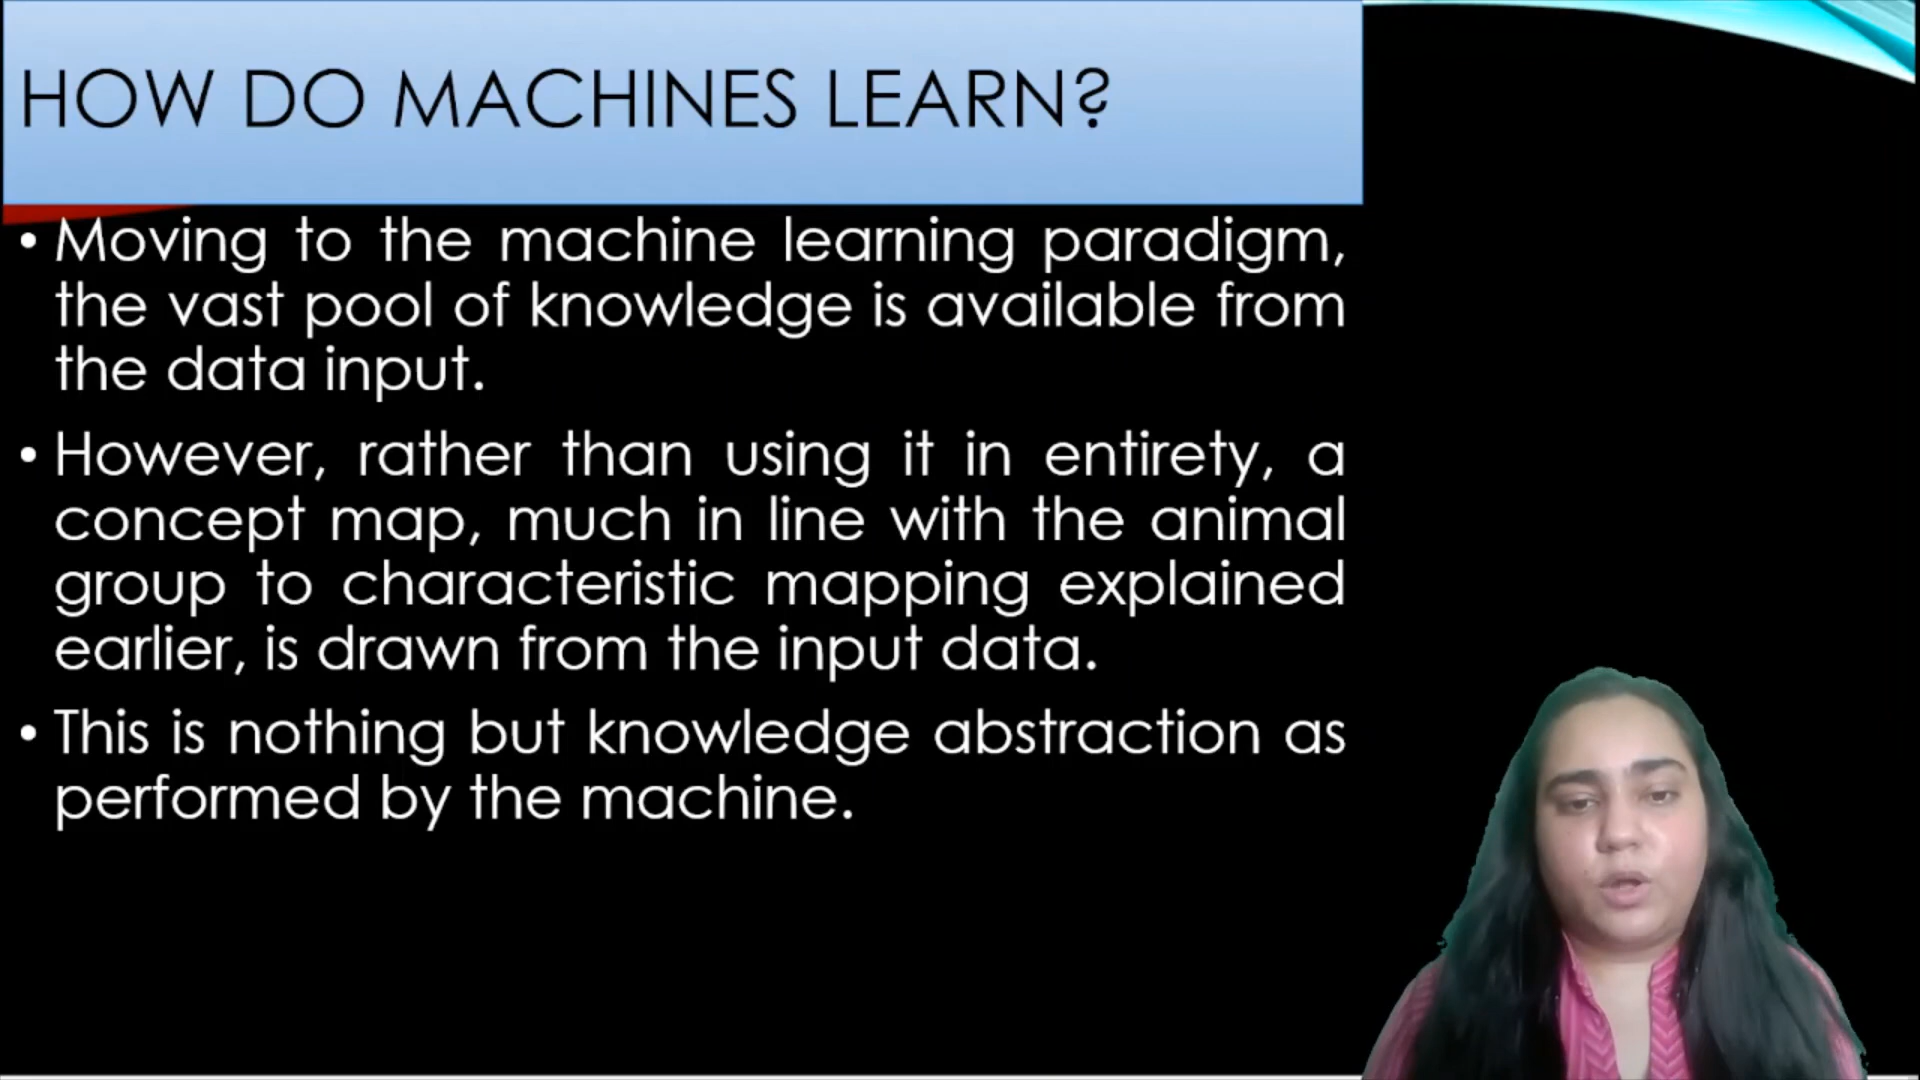 HOW DO MACHINES LEARN?
• Moving to the machine learning paradigm,
the vast pool of knowledge is available from
the data input.
• However, rather than using it in entirety, a
concept map, much in line with the animal
group to characteristic mapping explained
earlier, is drawn from the input data.
• This is nothing but knowledge abstraction as
performed by the machine.